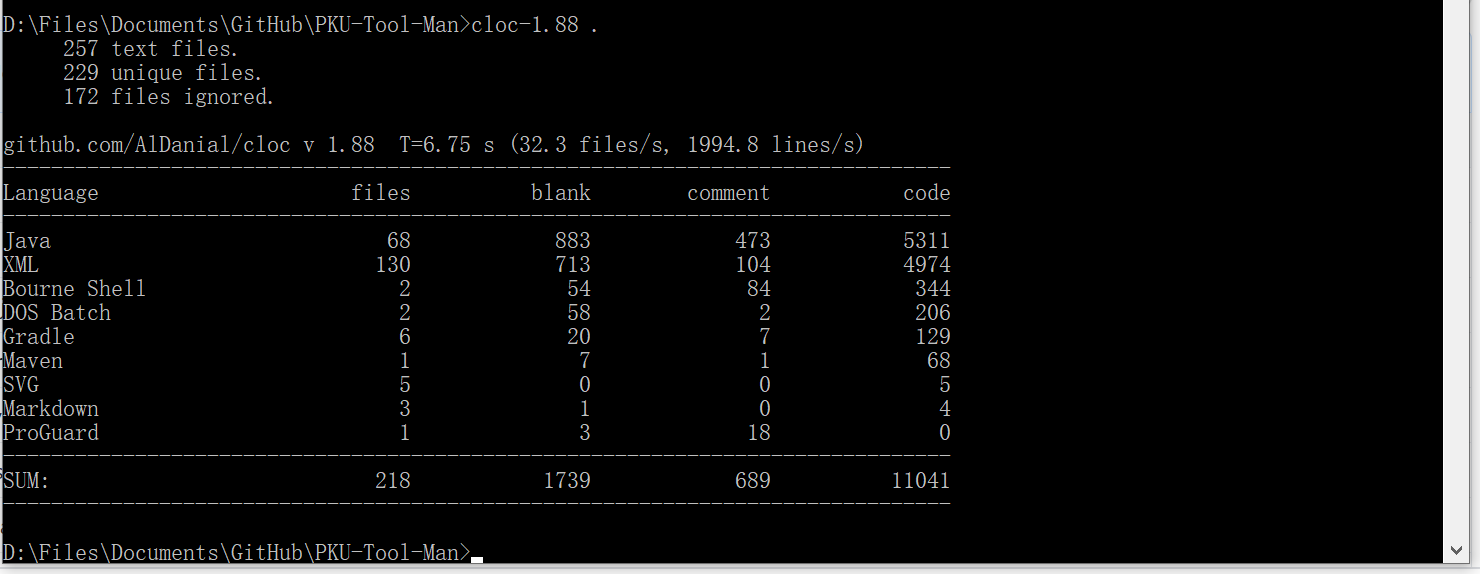 D:\Files\Documents\GitHub\PKU-Tool-Man>cloc-1.88 .
     257 text files.
     229 unique files.
     172 files ignored.
github.com/AlDanial/cloc v 1.88  T=6.75 s (32.3 files/s, 1994.8 lines/s)
-------------------------------------------------------------------------------
Language                     files          blank        comment           code
-------------------------------------------------------------------------------
Java                            68            883            473           5311
XML                            130            713            104           4974
Bourne Shell                     2             54             84            344
DOS Batch                        2             58              2            206
Gradle                           6             20              7            129
Maven                            1              7              1             68
SVG                              5              0              0              5
Markdown                         3              1              0              4
ProGuard                         1              3             18              0
-------------------------------------------------------------------------------
SUM:                           218           1739            689          11041
-------------------------------------------------------------------------------
D:\Files\Documents\GitHub\PKU-Tool-Man>